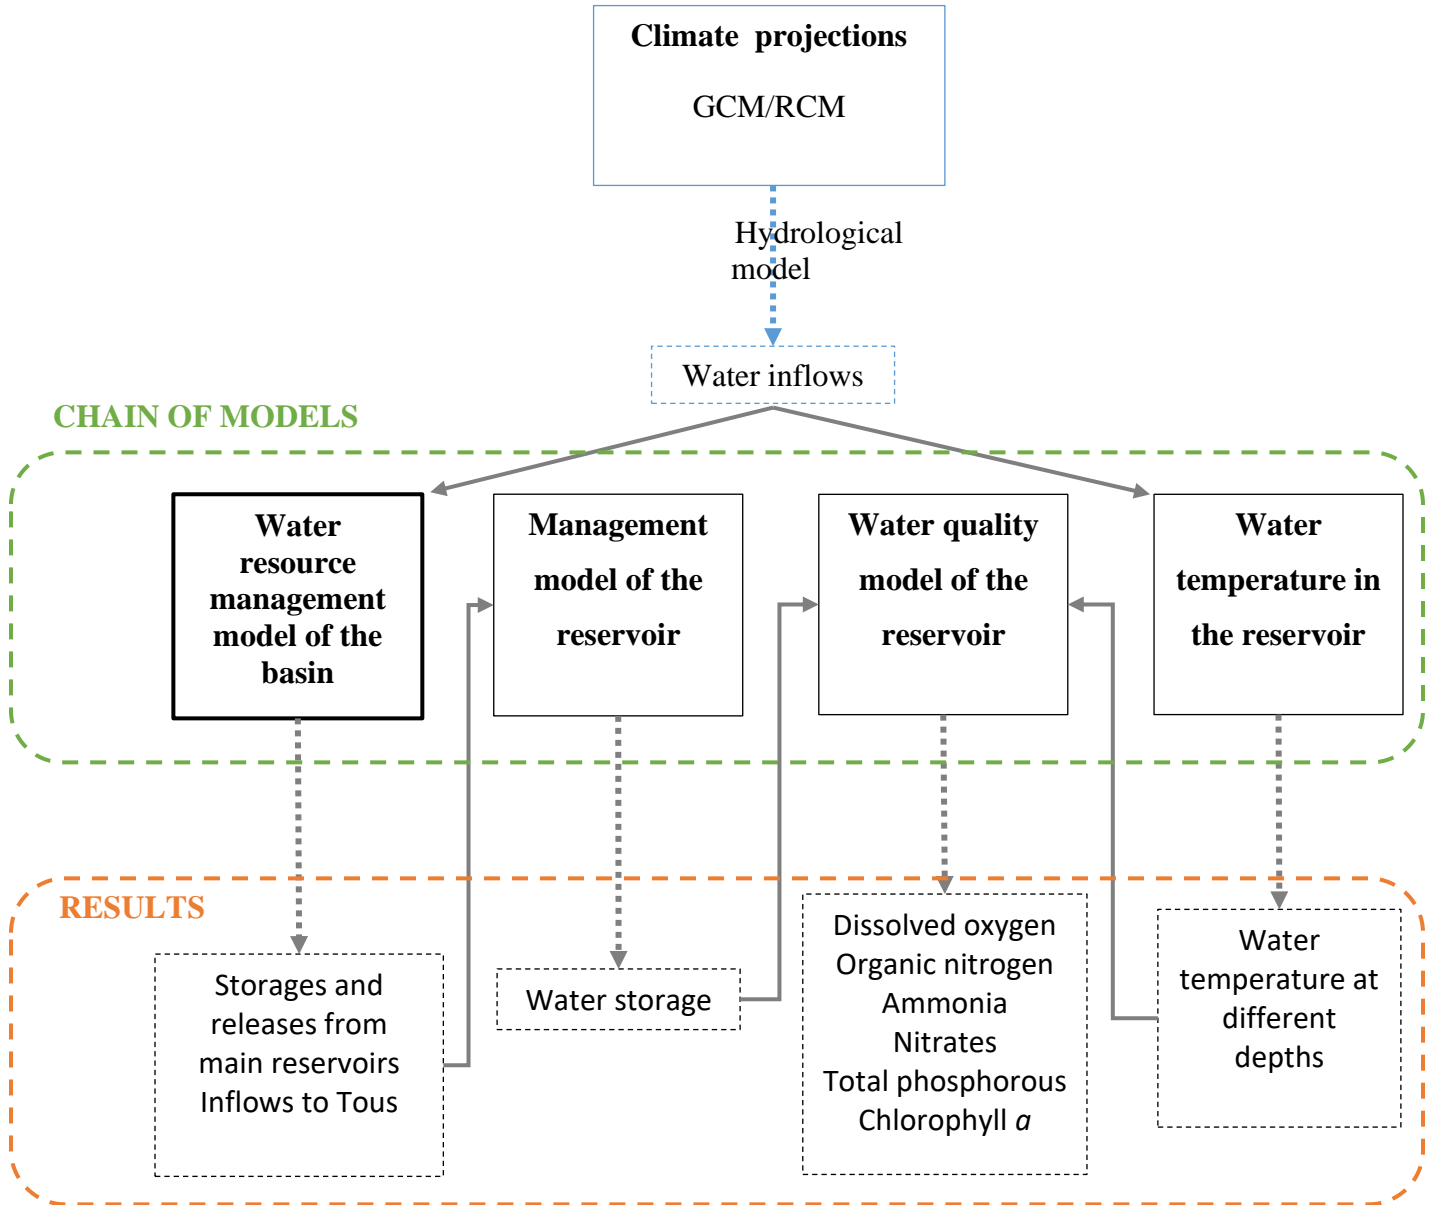 Climate projections
GCM/RCM
Hydrological
model
Water inflows
CHAIN OF MODELS
Water
resource
management
model of the
basin
Management
model of the
reservoir
Water quality
model of the
reservoir
Water
temperature in
the reservoir
RESULTS
Storages and
releases from
main reservoirs
Inflows to Tous
Water storage
Dissolved oxygen
Organic nitrogen
Ammonia
Nitrates
Total phosphorous
Chlorophyll a
Water
temperature at
different
depths